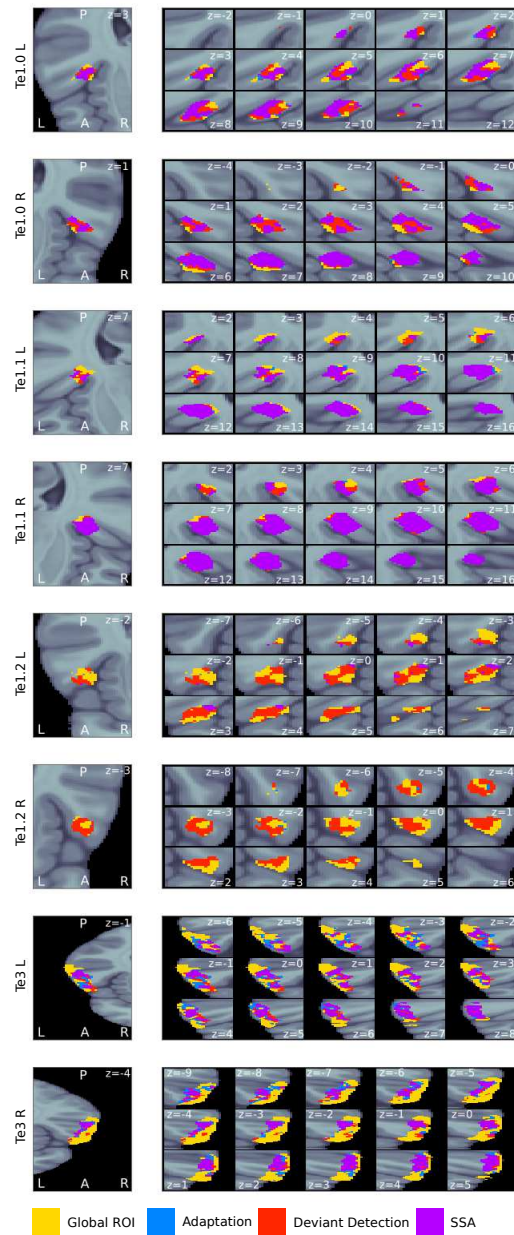 Te1.0 L
P
z=3
L A R
z=-2 z=-1 z=0 z=1 z=2
z=3 z=4 z=5 z=6 z=7
z=8 z=9 z=10 z=11 z=12
Te1.0 R
P
z=1
L A R
z=-4 z=-3 z=-2 z=-1 z=0
z=1 z=2 z=3 z=4 z=5
z=6 z=7 z=8 z=9 z=10
Te1.1 L
P
z=7
L A R
z=2 z=3 z=4 z=5 z=6
z=7 z=8 z=9 z=10 z=11
z=12 z=13 z=14 z=15 z=16
Te1.1 R
P
z=7
L A R
z=2 z=3 z=4 z=5 z=6
z=7 z=8 z=9 z=10 z=11
z=12 z=13 z=14 z=15 z=16
Te1.2 L
P
z=-2
L A R
z=-7 z=-6 z=-5 z=-4 z=-3
z=-2 z=-1 z=0 z=1 z=2
z=3 z=4 z=5 z=6 z=7
Te1.2 R
P
z=-3
L A R
z=-8 z=-7 z=-6 z=-5 z=-4
z=-3 z=-2 z=-1 z=0 z=1
z=2 z=3 z=4 z=5 z=6
Te3 L
P
z=-1
L A R
z=-6 z=-5 z=-4 z=-3 z=-2
z=-1 z=0 z=1 z=2 z=3
z=4 z=5 z=6 z=7 z=8
Te3 R
P
z=-4
L A R
z=-9 z=-8 z=-7 z=-6 z=-5
z=-4 z=-3 z=-2 z=-1 z=0
z=1 z=2 z=3 z=4 z=5
Global ROI Adaptation Deviant Detection SSA